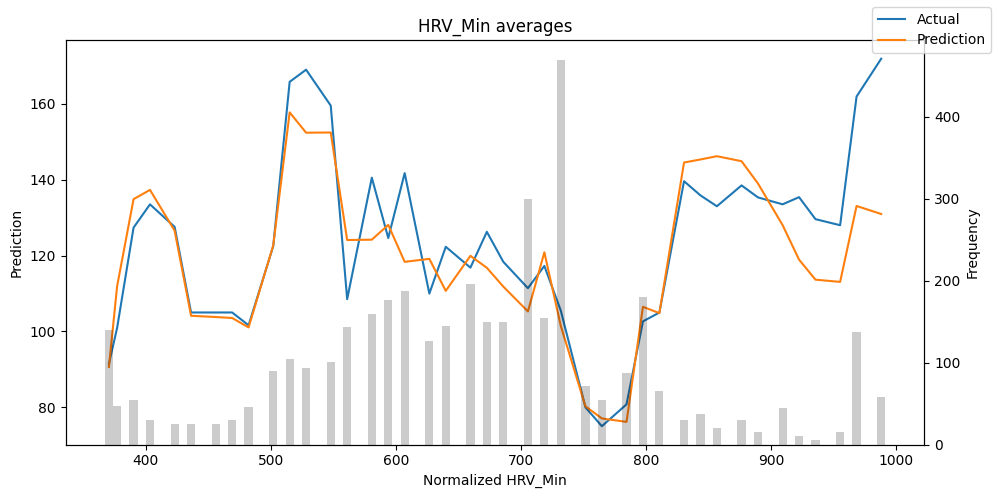 HRV_Min averages
Actual
Prediction
160
140
120
100
80
Prediction
400
300
200
100
0
Frequency
400 500 600 700 800 900 1000
Normalized HRV_Min